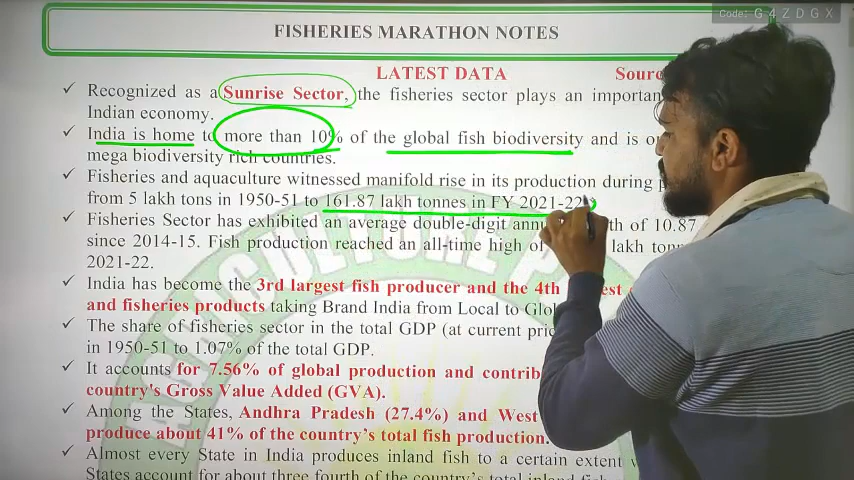 Code: G4ZDGX
FISHERIES MARATHON NOTES
LATEST DATA Sour
✓ Recognized as a Sunrise Sector, the fisheries sector plays an important
Indian economy.
✓ India is home to more than 10% of the global fish biodiversity and is
mega biodiversity rich countries.
✓ Fisheries and aquaculture witnessed manifold rise in its production during
from 5 lakh tons in 1950-51 to 161.87 lakh tonnes in FY 2021-22
✓ Fisheries Sector has exhibited an average double-digit of 10.87
since 2014-15. Fish production reached an all-time high of lakh
2021-22.
✓ India has become the 3rd largest fish producer and the 4th
and fisheries products taking Brand India from Local to
✓ The share of fisheries sector in the total GDP (at current
in 1950-51 to 1.07% of the total GDP.
✓ It accounts for 7.56% of global production and
country's Gross Value Added (GVA).
✓ Among the States, Andhra Pradesh (27.4%) and West
produce about 41% of the country's total fish production.
✓ Almost every State in India produces inland fish to a certain extent
States account for about three fourth of the country's total inland fish